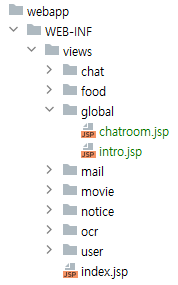 webapp
WEB-INF
views
chat
food
global
JSP chatroom.jsp
JSP intro.jsp
mail
movie
notice
ocr
user
JSP index.jsp